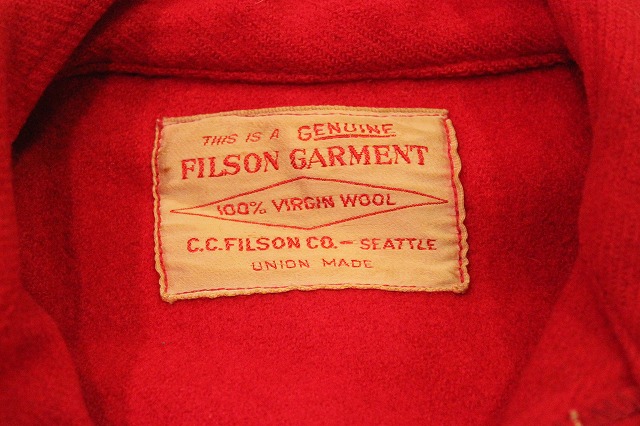 THIS IS A GENUINE
FILSON GARMENT
100% VIRGIN WOOL
C.C. FILSON CO. - SEATTLE
UNION MADE